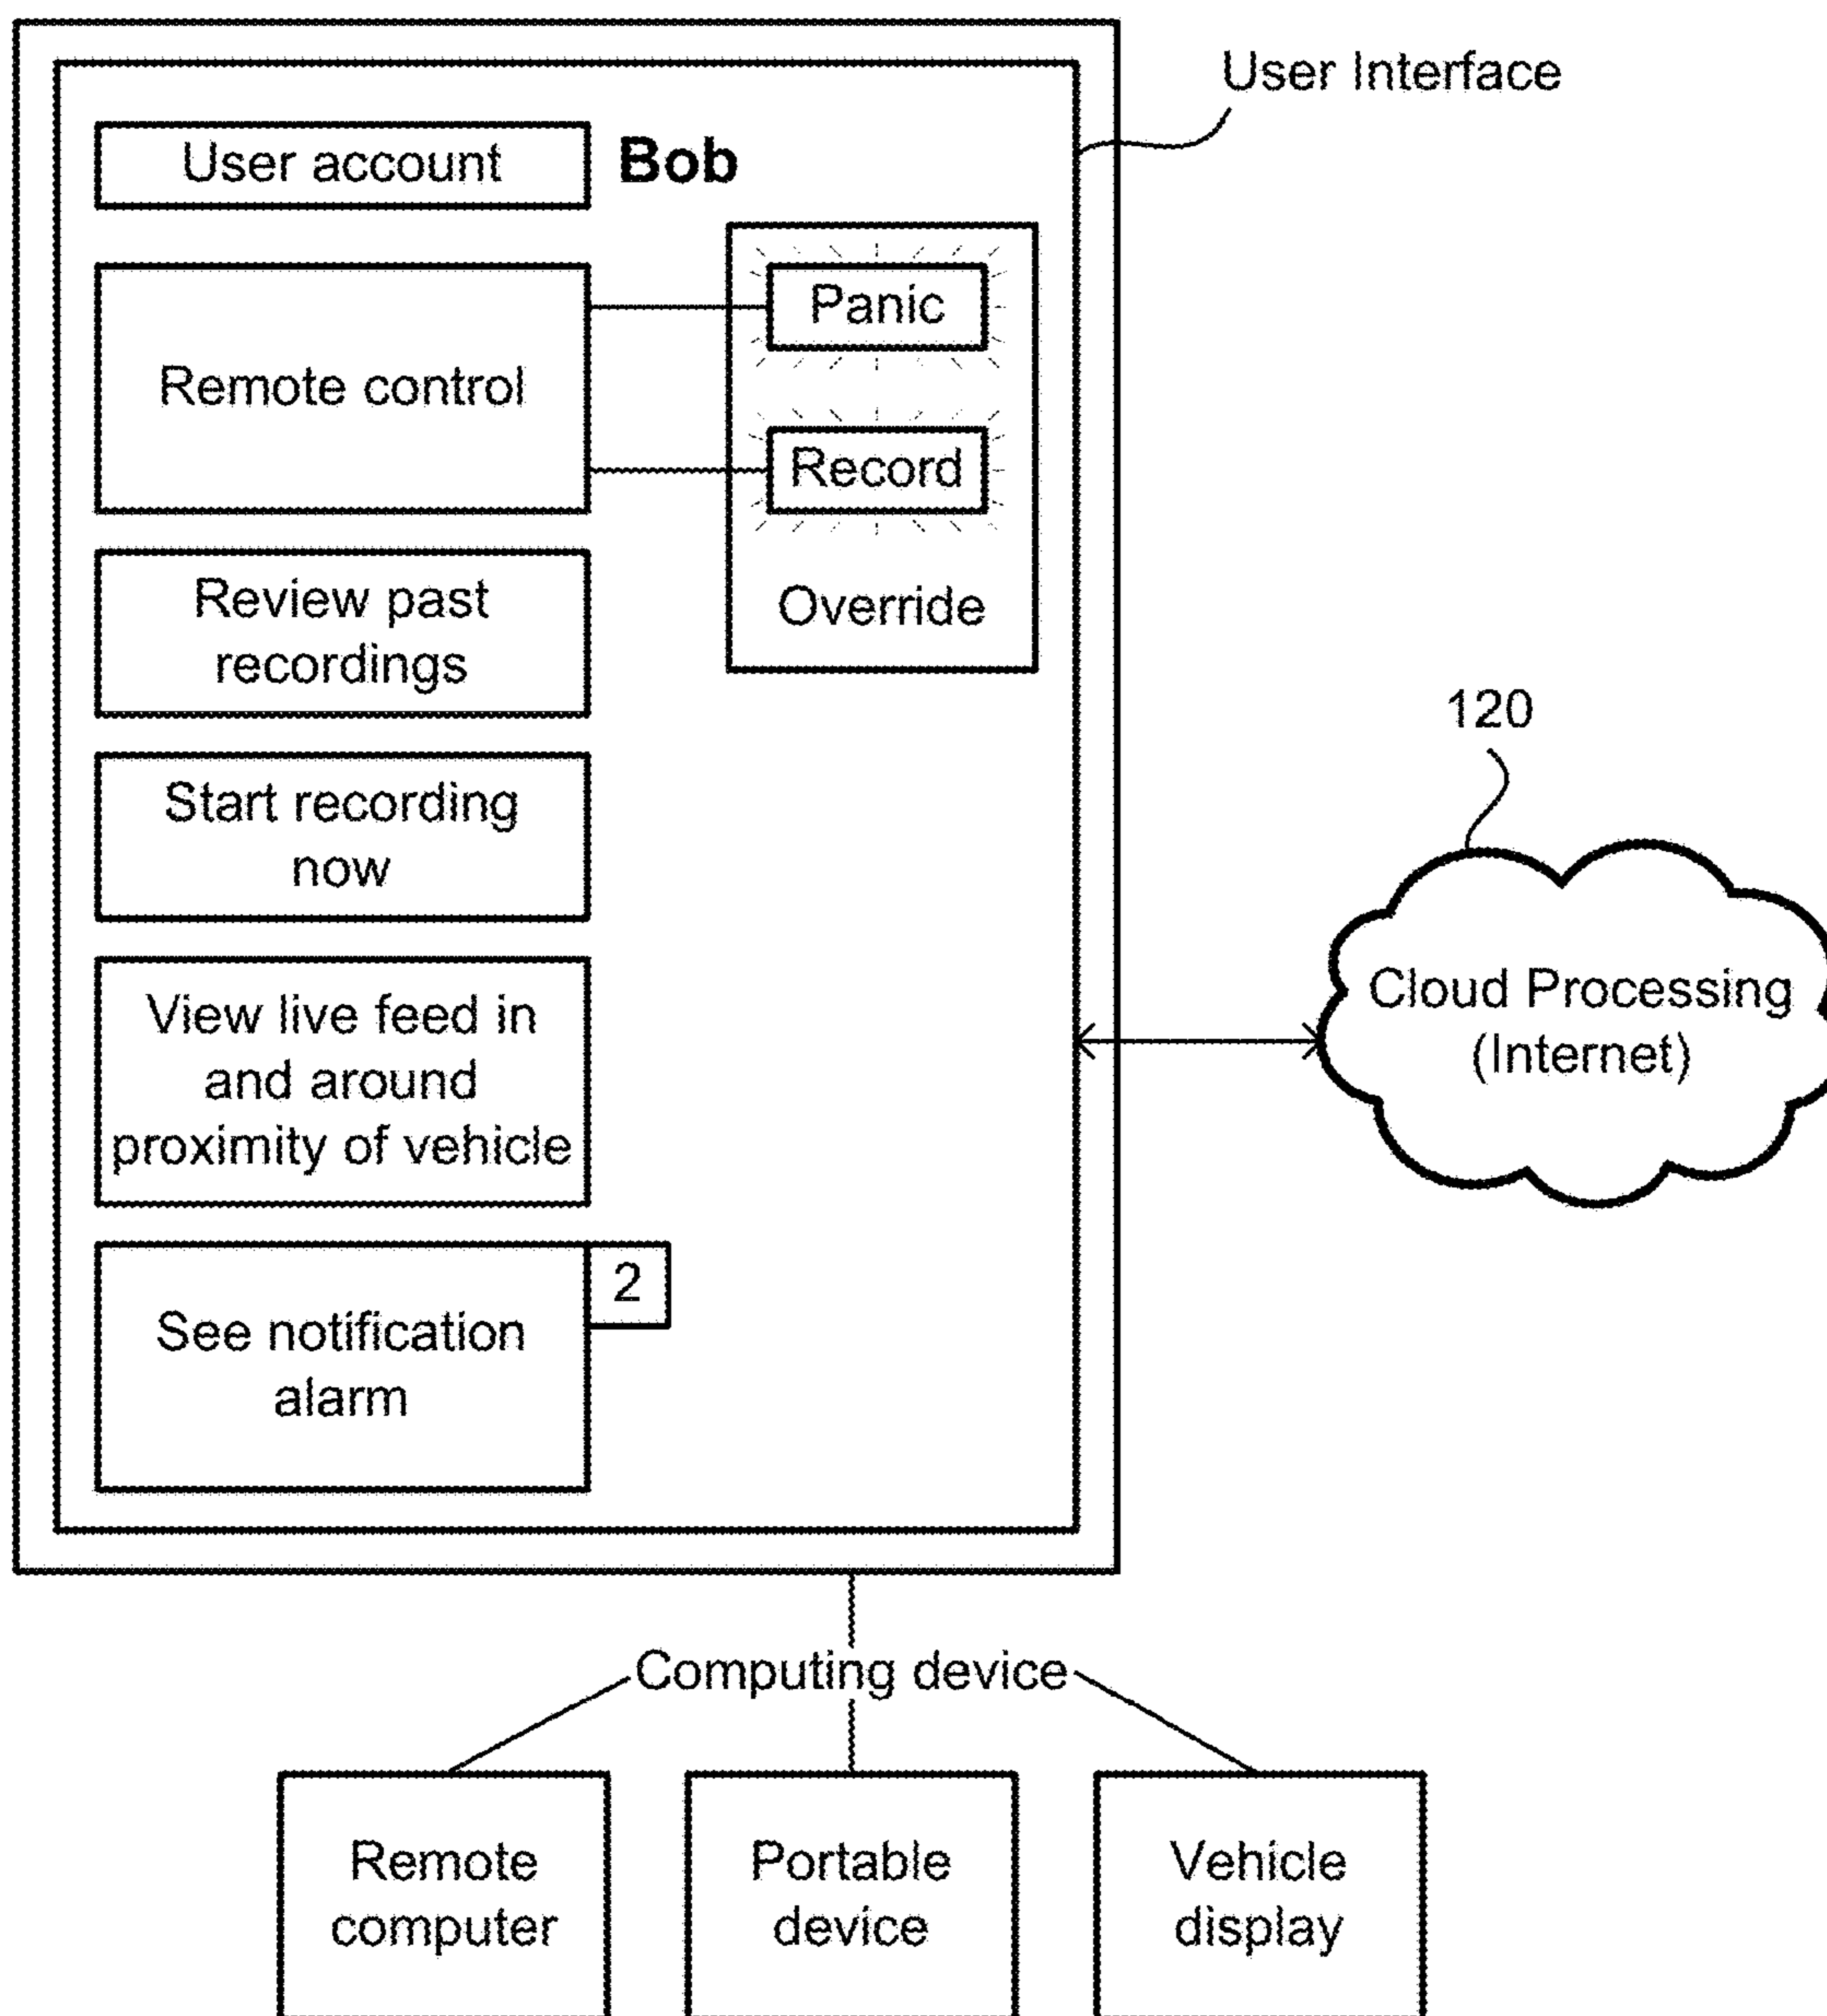 User Interface
User account
Bob
Panic
Remote control
Record
Override
Review past
recordings
Start recording
now
View live feed in
and around
proximity of vehicle
2
See notification
alarm
120
Cloud Processing
(Internet)
Computing device
Remote
computer
Portable
device
Vehicle
display